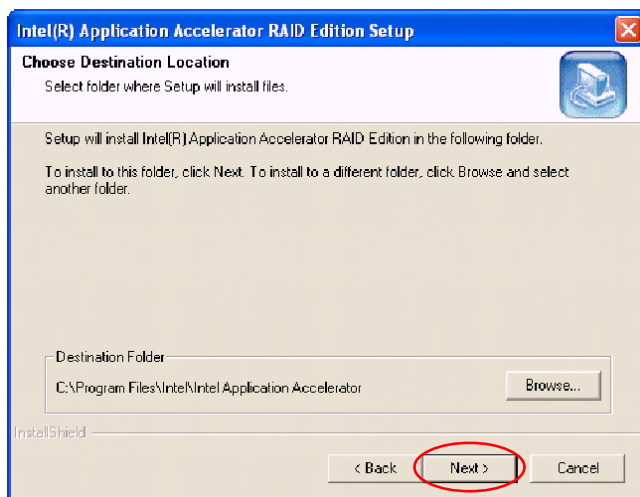 Intel(R) Application Accelerator RAID Edition Setup
Choose Destination Location
Select folder where Setup will install files.
Setup will install Intel(R) Application Accelerator RAID Edition in the following folder.
To install to this folder, click Next. To install to a different folder, click Browse and select
another folder.
Destination Folder
C:\Program Files\Intel\Intel Application Accelerator
Browse...
InstallShield
< Back
Next >
Cancel